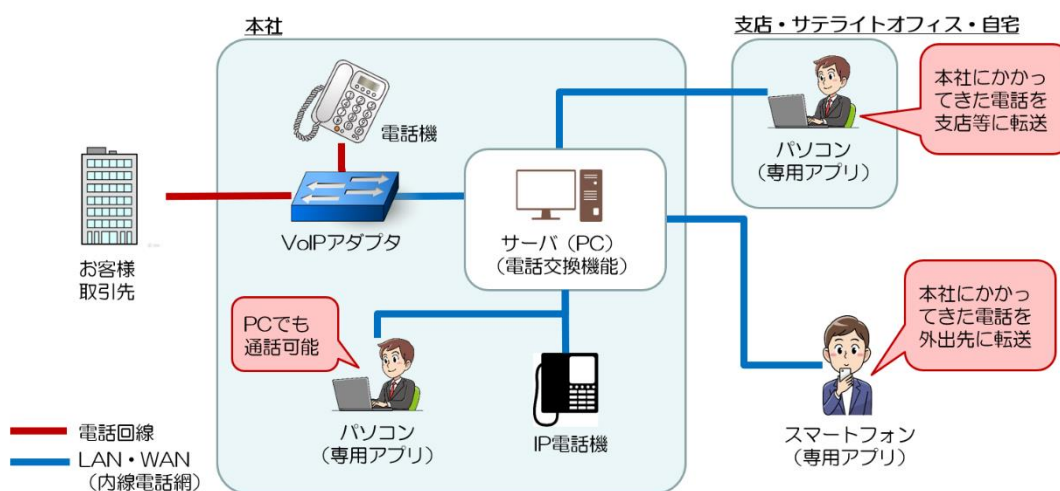 本社
支店・サテライトオフィス・自宅
電話機
VoIPアダプタ
サーバ（PC）
（電話交換機能）
パソコン
（専用アプリ）
本社にかかっ
てきた電話を
支店等に転送
お客様
取引先
PCでも
通話可能
パソコン
（専用アプリ）
IP電話機
本社にかかっ
てきた電話を
外出先に転送
スマートフォン
（専用アプリ）
電話回線
LAN・WAN
（内線電話網）